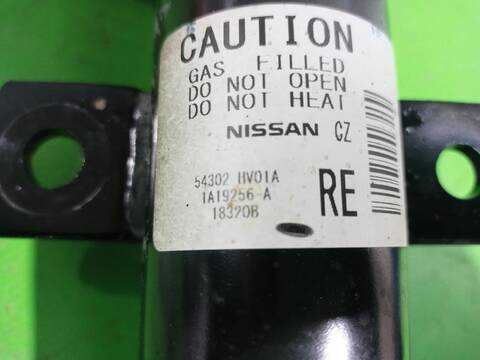 CAUTION
GAS FILLED
DO NOT OPEN
DO NOT HEAT
NISSAN CZ
54302 HV01A
1A19256-A
18320B
RE